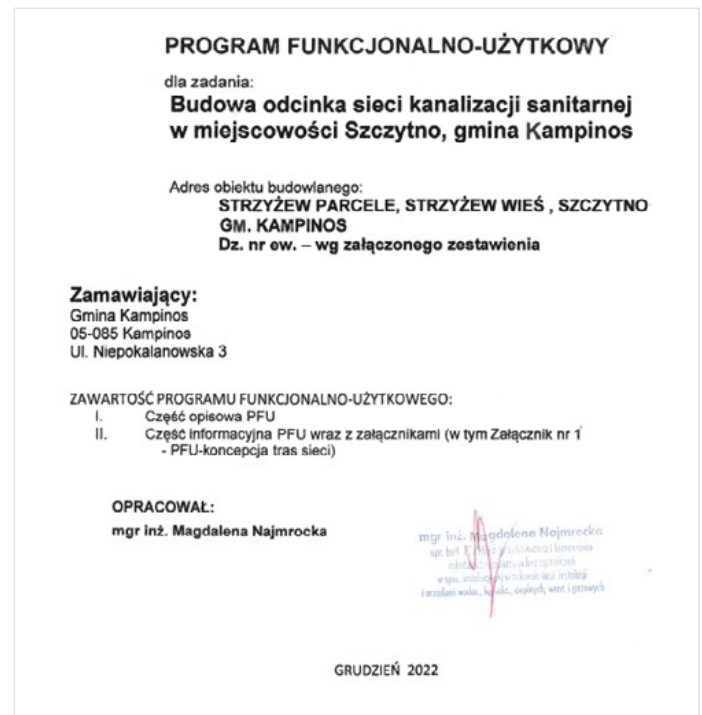 PROGRAM FUNKCJONALNO-UŻYTKOWY
dla zadania:
Budowa odcinka sieci kanalizacji sanitarnej
w miejscowości Szczytno, gmina Kampinos
Adres obiektu budowlanego:
STRZYŻEW PARCELE, STRZYŻEW WIEŚ , SZCZYTNO
GM. KAMPINOS
Dz. nr ew. – wg załączonego zestawienia
Zamawiający:
Gmina Kampinos
05-085 Kampinos
Ul. Niepokalanowska 3
ZAWARTOŚĆ PROGRAMU FUNKCJONALNO-UŻYTKOWEGO:
I. Część opisowa PFU
II. Część informacyjna PFU wraz z załącznikami (w tym Załącznik nr 1
- PFU-koncepcja tras sieci)
OPRACOWAŁ:
mgr inż. Magdalena Najmrocka
mgr inż. Magdalena Najmrocka
GRUDZIEŃ 2022